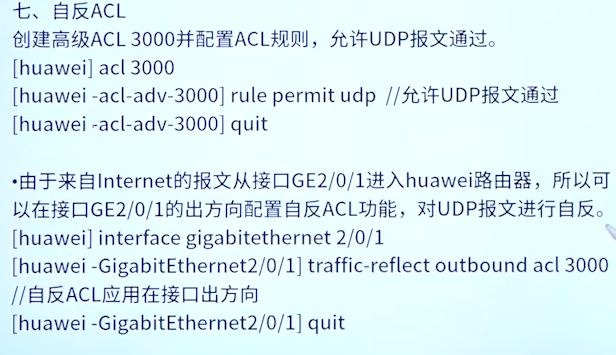 七、自反ACL
创建高级ACL 3000并配置ACL规则，允许UDP报文通过。
[huawei] acl 3000
[huawei -acl-adv-3000] rule permit udp  //允许UDP报文通过
[huawei -acl-adv-3000] quit
•由于来自Internet的报文从接口GE2/0/1进入huawei路由器，所以可
以在接口GE2/0/1的出方向配置自反ACL功能，对UDP报文进行自反。
[huawei] interface gigabitethernet 2/0/1
[huawei -GigabitEthernet2/0/1] traffic-reflect outbound acl 3000
//自反ACL应用在接口出方向
[huawei -GigabitEthernet2/0/1] quit